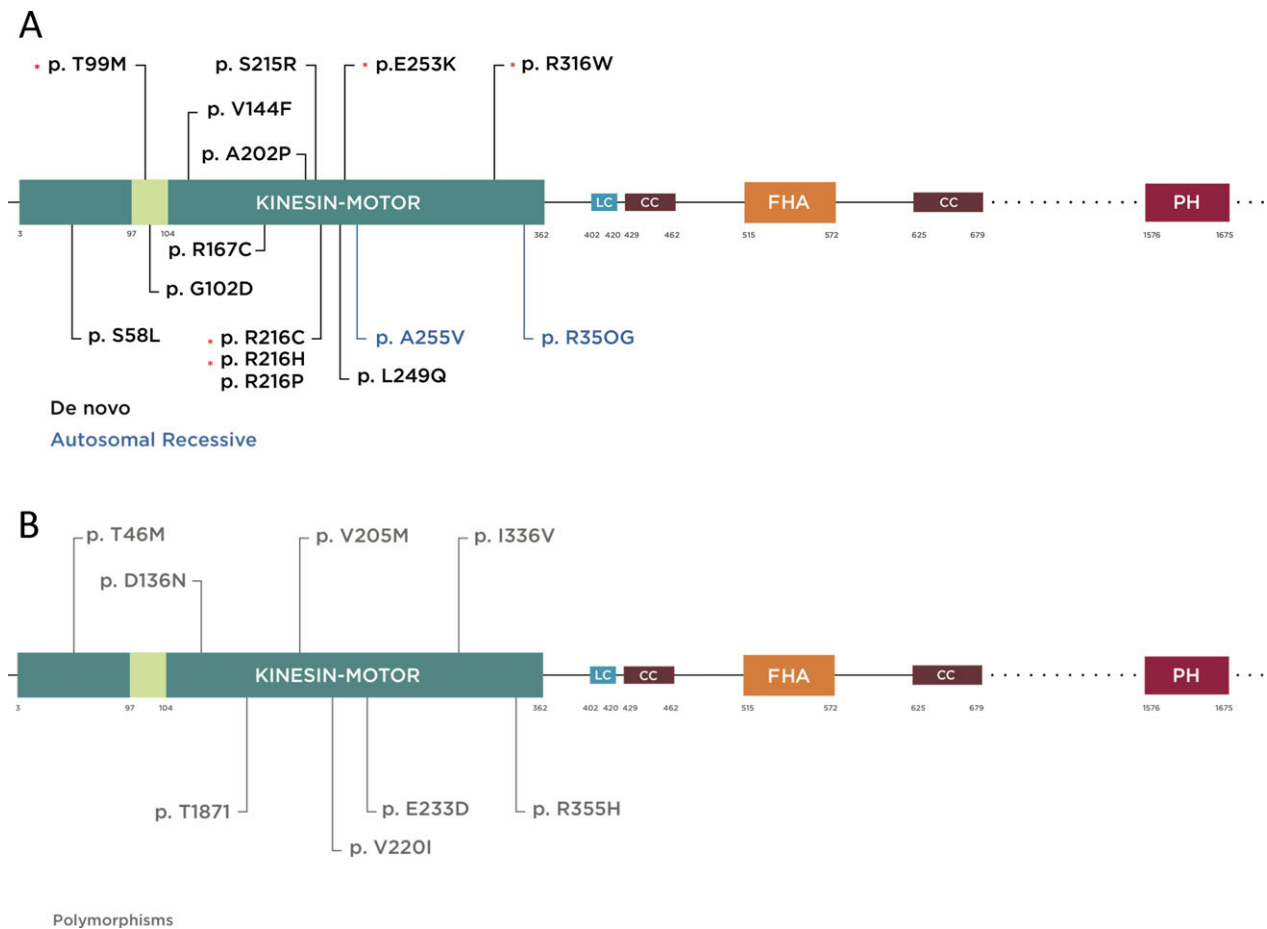 A
* p. T99M
p. S215R
* p.E253K
* p. R316W
p. V144F
p. A202P
KINESIN-MOTOR
LC
CC
FHA
CC
PH
3
97
104
362
402
420
429
462
515
572
625
679
1576
1675
p. R167C
p. G102D
p. S58L
* p. R216C
* p. R216H
p. R216P
p. A255V
p. L249Q
p. R35OG
De novo
Autosomal Recessive
B
p. T46M
p. V205M
p. I336V
p. D136N
KINESIN-MOTOR
LC
CC
FHA
CC
PH
3
97
104
362
402
420
429
462
515
572
625
679
1576
1675
p. T1871
p. E233D
p. R355H
p. V220I
Polymorphisms